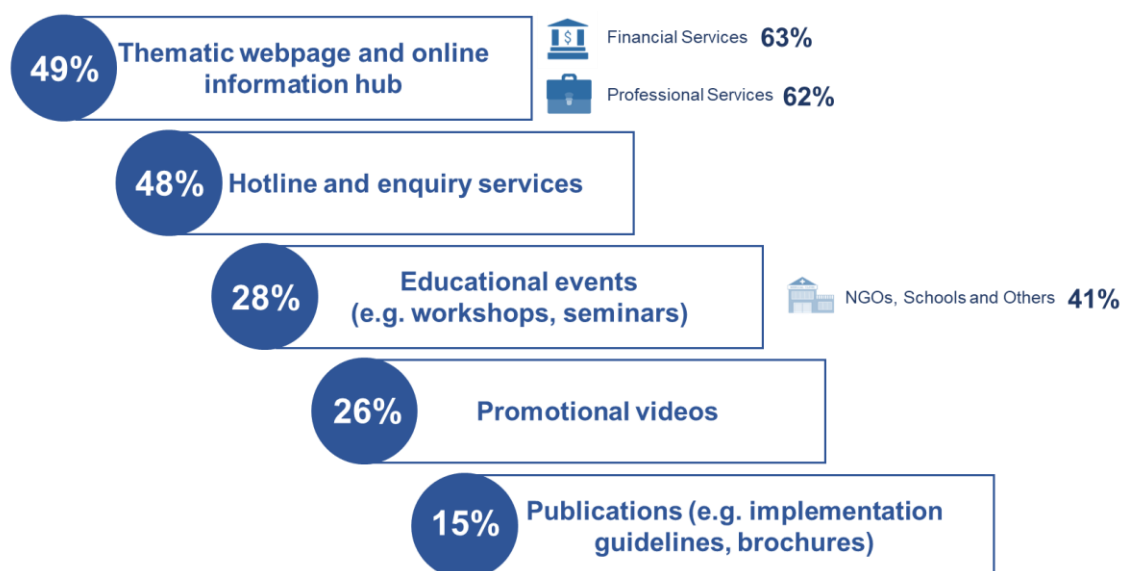 49%
Thematic webpage and online
information hub
$
Financial Services 63%
Professional Services 62%
48%
Hotline and enquiry services
28%
Educational events
(e.g. workshops, seminars)
NGOs, Schools and Others 41%
26%
Promotional videos
15%
Publications (e.g. implementation
guidelines, brochures)